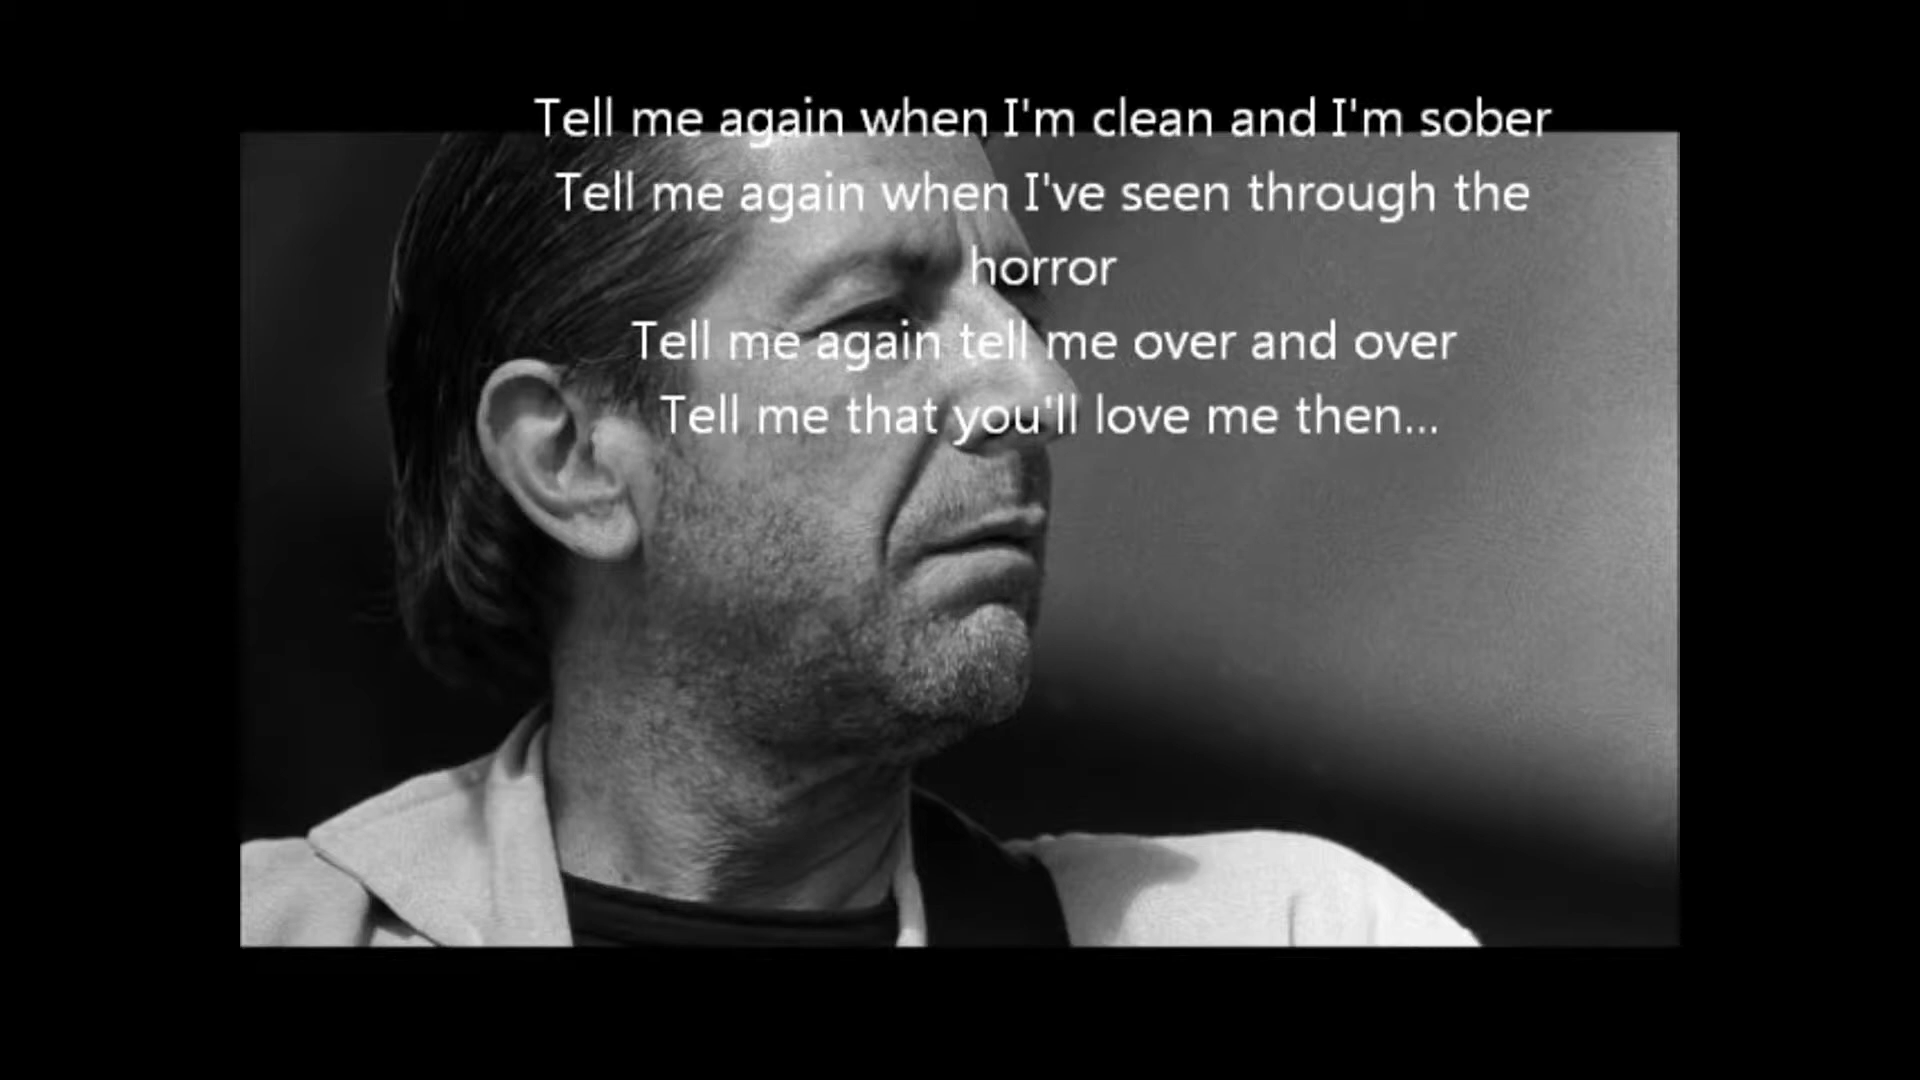 Tell me again when I'm clean and I'm sober
Tell me again when I've seen through the
horror
Tell me again tell me over and over
Tell me that you'll love me then...